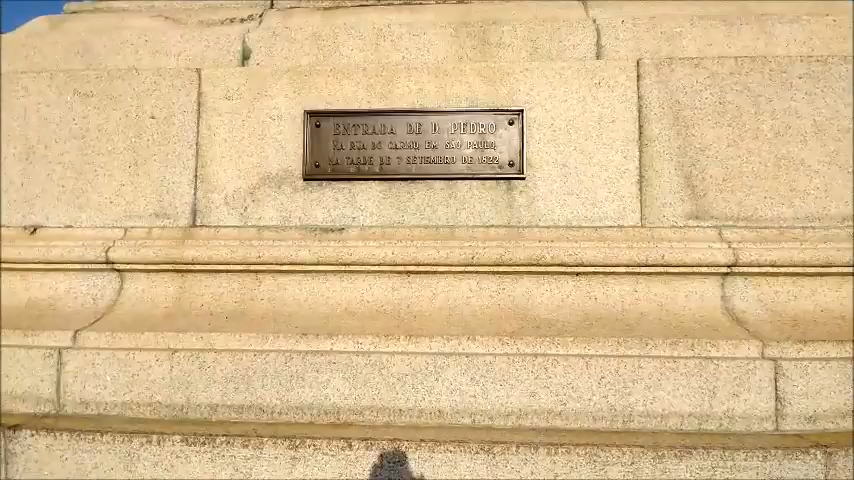 ENTRADA DE D. PEDRO
NA RUA DO CARMO, EM SÃO PAULO,
NA TARDE DE 7 SETEMBRO DE 1822